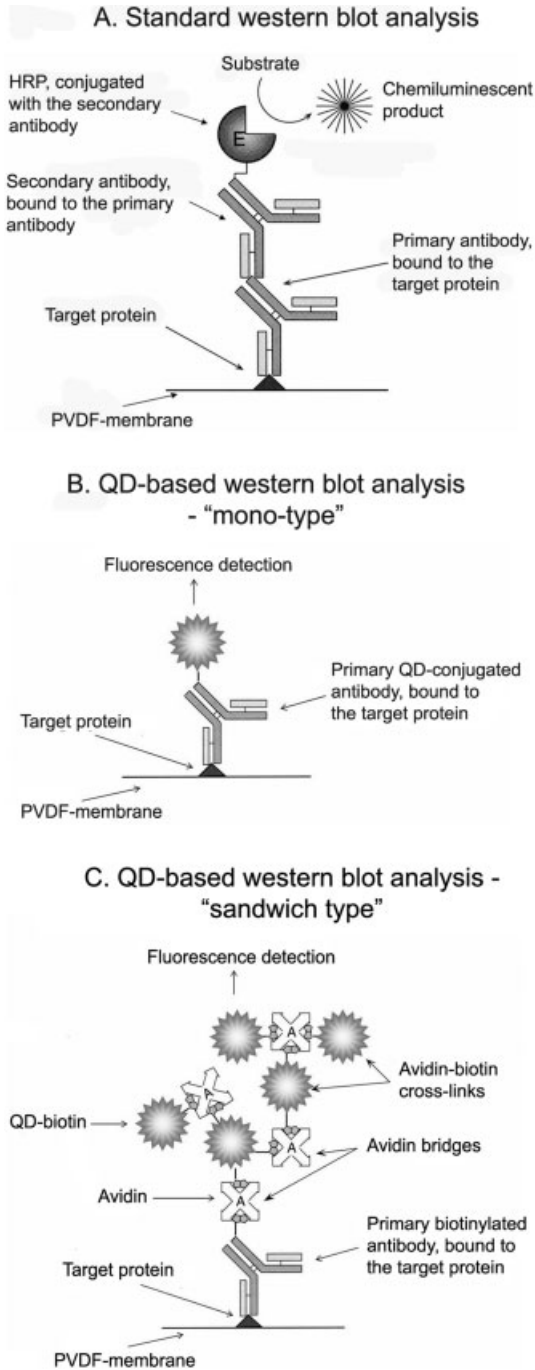 A. Standard western blot analysis
Substrate
HRP, conjugated
with the secondary
antibody
Chemiluminescent
product
E
Secondary antibody,
bound to the primary
antibody
Primary antibody,
bound to the
target protein
Target protein
PVDF-membrane
B. QD-based western blot analysis
- “mono-type”
Fluorescence detection
Primary QD-conjugated
antibody, bound to
the target protein
Target protein
PVDF-membrane
C. QD-based western blot analysis -
“sandwich type”
Fluorescence detection
A
Avidin-biotin
cross-links
A
QD-biotin
A
Avidin bridges
Avidin
A
Primary biotinylated
antibody, bound to
the target protein
Target protein
PVDF-membrane